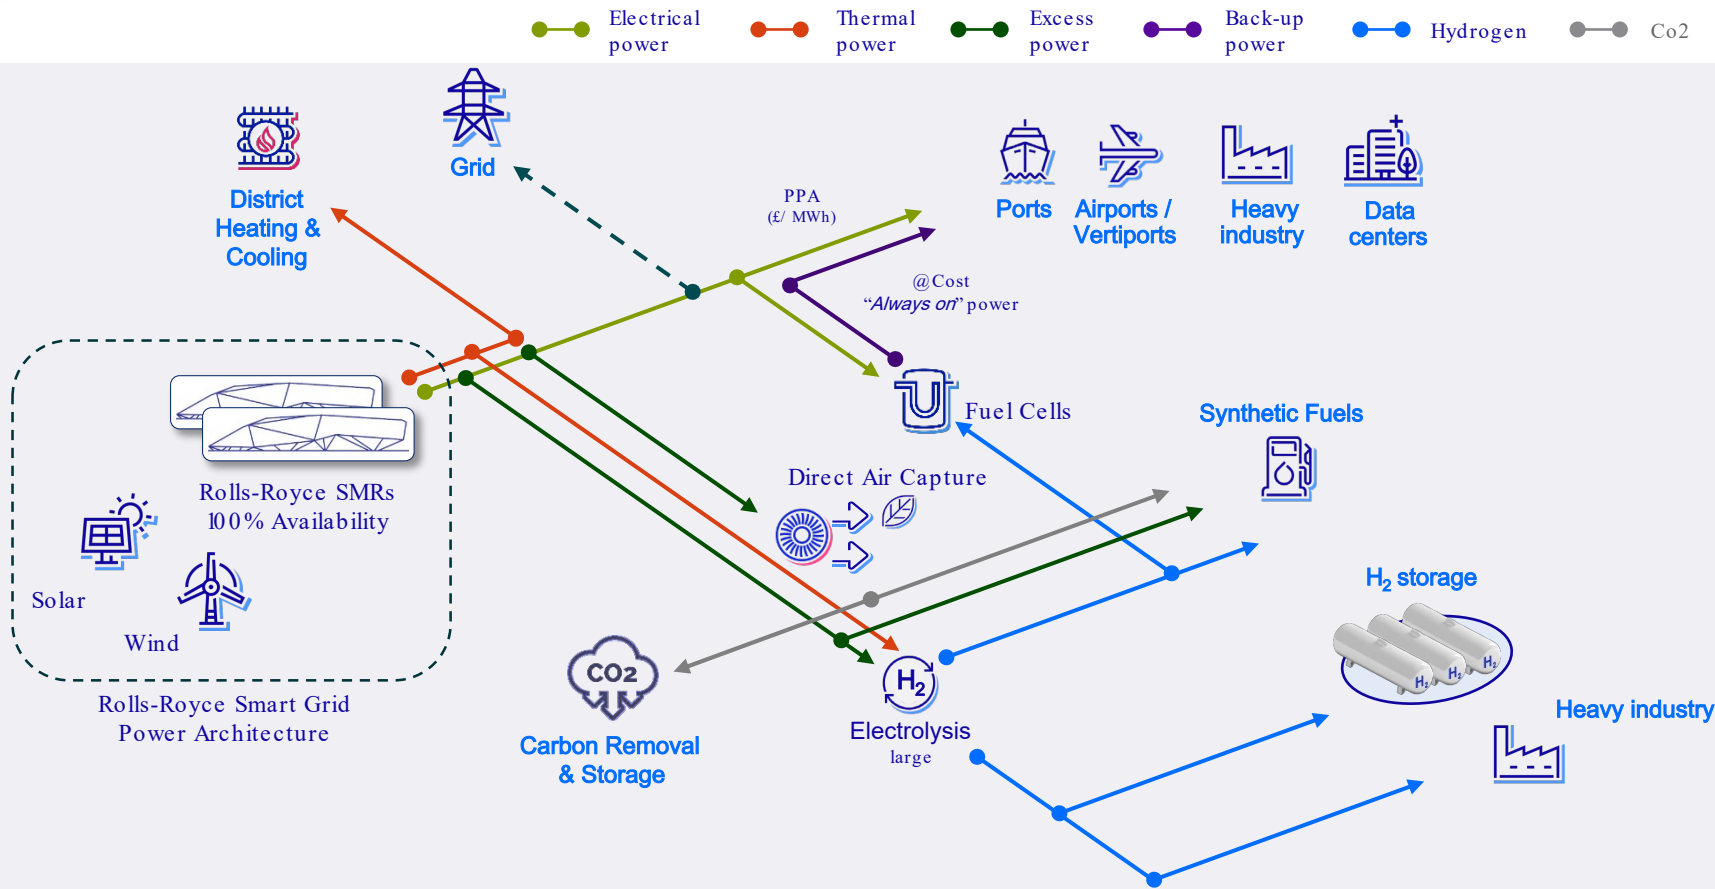 Electrical
power
Thermal
power
Excess
power
Back-up
power
Hydrogen
Co2
Grid
District
Heating &
Cooling
PPA
(£/ MWh)
Ports
Airports /
Vertiports
Heavy
industry
Data
centers
@Cost
“Always on” power
Fuel Cells
Synthetic Fuels
Rolls-Royce SMRs
100% Availability
Direct Air Capture
Solar
Wind
Rolls-Royce Smart Grid
Power Architecture
CO2
Carbon Removal
& Storage
H2
Electrolysis
large
H2 storage
H2
H2
H2
Heavy industry